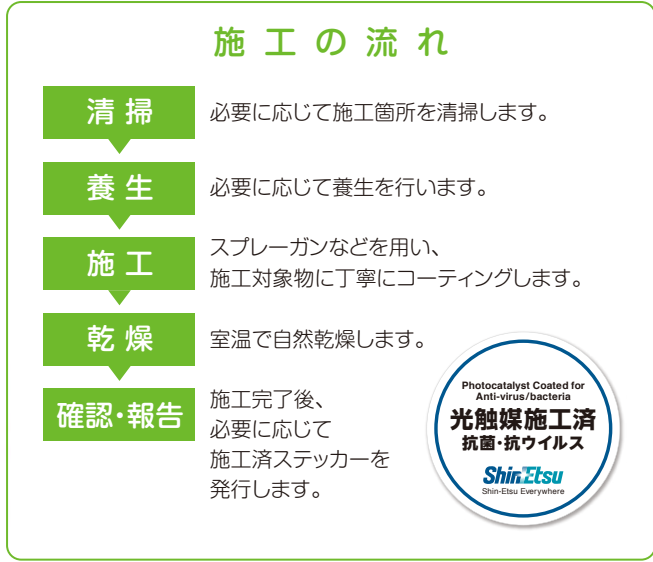 施工の流れ
清掃
必要に応じて施工箇所を清掃します。
養生
必要に応じて養生を行います。
施工
スプレーガンなどを用い、
施工対象物に丁寧にコーティングします。
乾燥
室温で自然乾燥します。
確認・報告
施工完了後、
必要に応じて
施工済ステッカーを
発行します。
Photocatalyst Coated for
Anti-virus/bacteria
光触媒施工済
抗菌・抗ウイルス
ShinEtsu
Shin-Etsu Everywhere